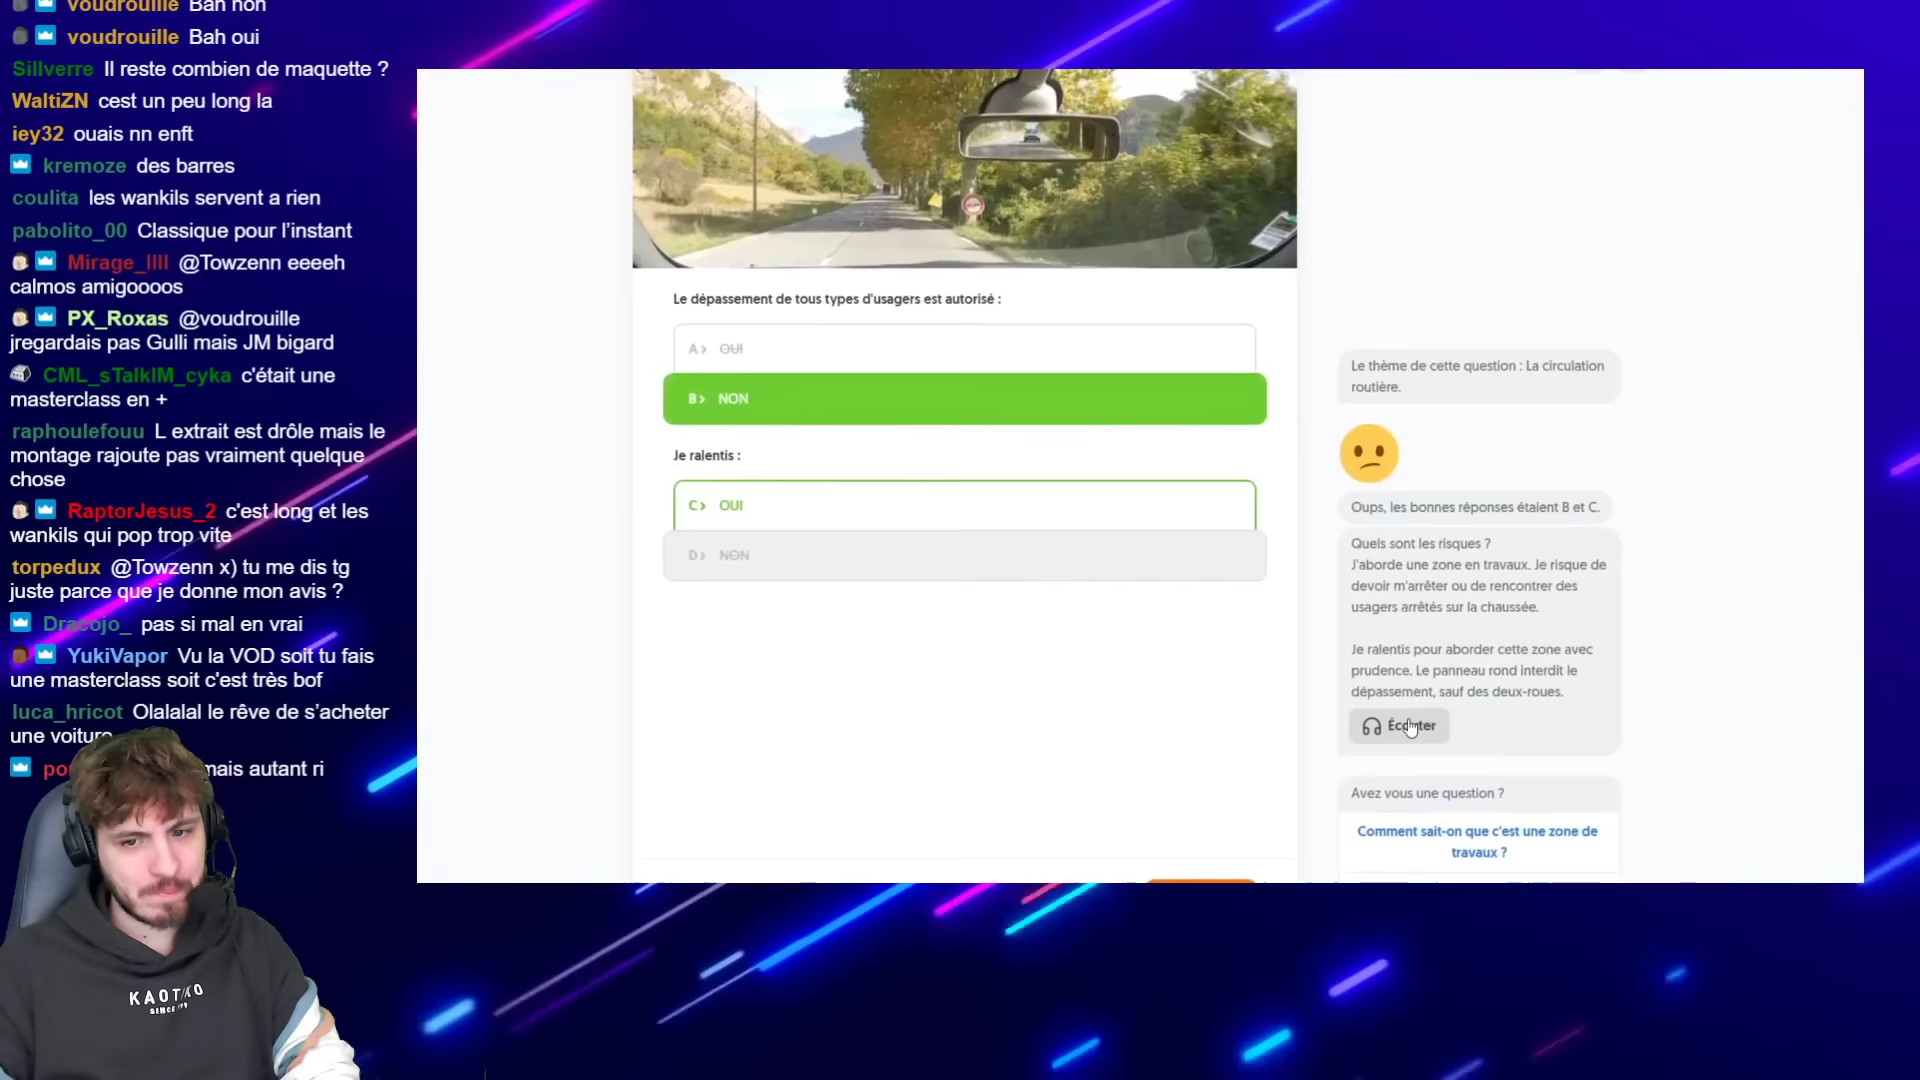 voudrouille Bah non
voudrouille Bah oui
Sillverre Il reste combien de maquette ?
WaltiZN cest un peu long la
iey32 ouais nn enft
kremoze des barres
coulita les wankils servent a rien
pabolito_00 Classique pour l'instant
Mirage_llll @Towzenn eeeeh
calmos amigoooos
PX_Roxas @voudrouille
jregardais pas Gulli mais JM bigard
CML_sTalkIM_cyka c'était une
masterclass en +
raphoulefouu L extrait est drôle mais le
montage rajoute pas vraiment quelque
chose
RaptorJesus_2 c'est long et les
wankils qui pop trop vite
torpedux @Towzenn x) tu me dis tg
juste parce que je donne mon avis ?
Dracojo_ pas si mal en vrai
YukiVapor Vu la VOD soit tu fais
une masterclass soit c'est très bof
luca_hricot Olalalal le rêve de s'acheter
une voiture
mais autant ri
KAOTIKO
Le dépassement de tous types d'usagers est autorisé :
A > OUI
B > NON
Je ralentis :
C > OUI
D > NON
Le thème de cette question : La circulation
routière.
Oups, les bonnes réponses étaient B et C.
Quels sont les risques ?
J'aborde une zone en travaux. Je risque de
devoir m'arrêter ou de rencontrer des
usagers arrêtés sur la chaussée.
Je ralentis pour aborder cette zone avec
prudence. Le panneau rond interdit le
dépassement, sauf des deux-roues.
Écouter
Avez vous une question ?
Comment sait-on que c'est une zone de
travaux ?